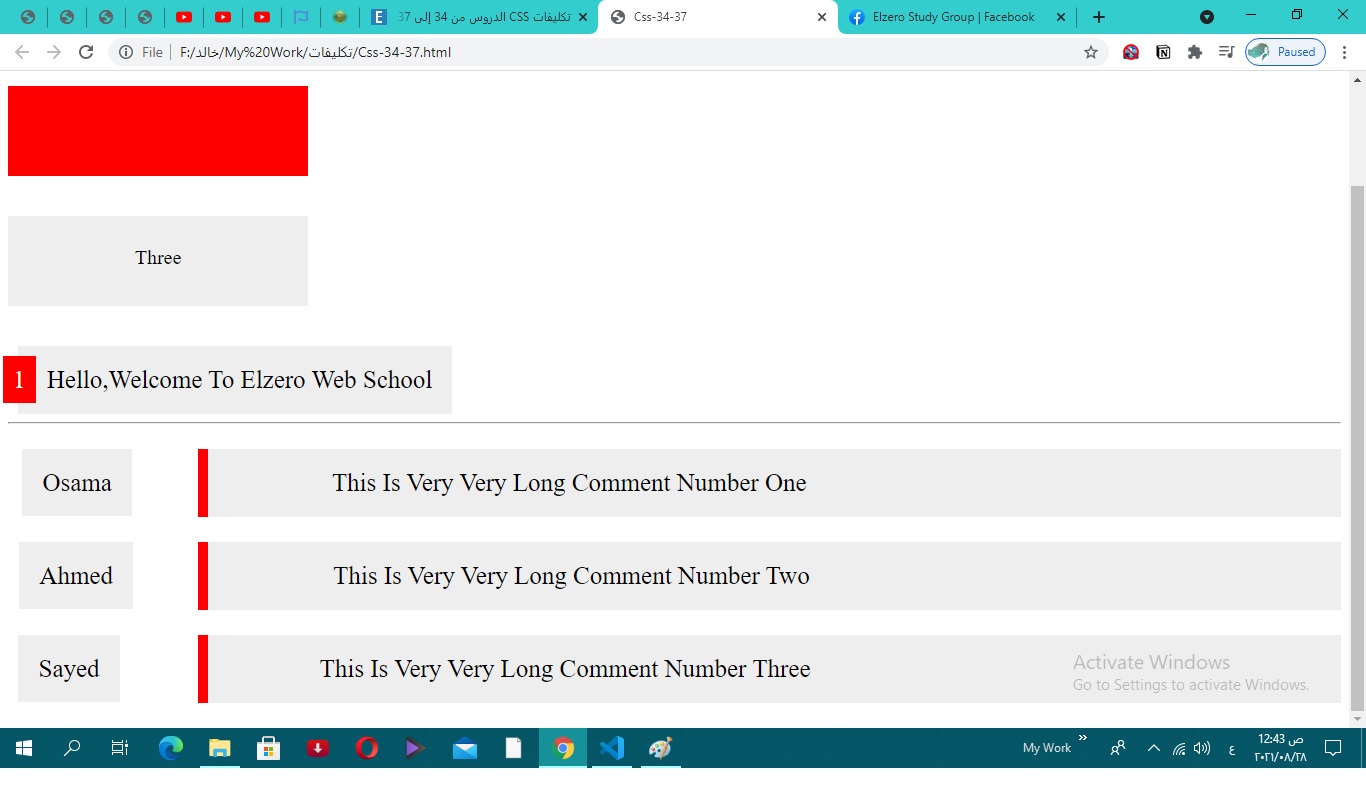 تكليفات CSS الدروس من 34 إلى 37
Css-34-37
Elzero Study Group | Facebook
File
F:/خالد/My%20Work/تكليفات/Css-34-37.html
Paused
Three
1 Hello,Welcome To Elzero Web School
Osama
This Is Very Very Long Comment Number One
Ahmed
This Is Very Very Long Comment Number Two
Sayed
This Is Very Very Long Comment Number Three
Activate Windows
Go to Settings to activate Windows.
My Work
ع
12:43 ص
٢٠٢١/٠٨/٢٨